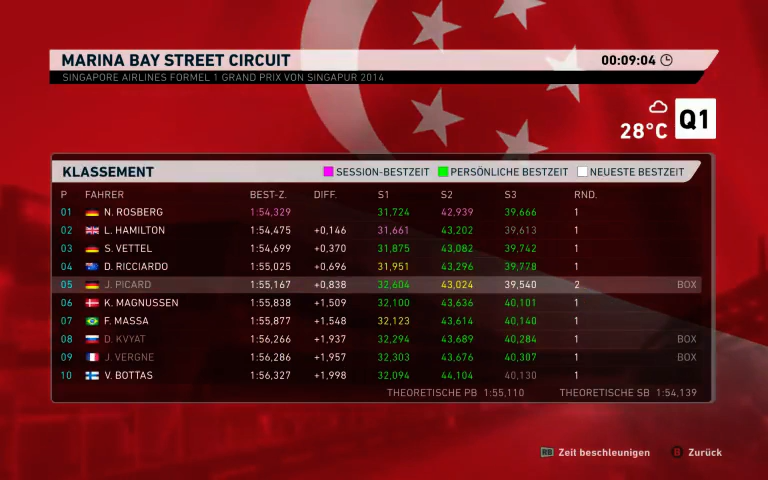 MARINA BAY STREET CIRCUIT 00:09:04
SINGAPORE AIRLINES FORMEL 1 GRAND PRIX VON SINGAPUR 2014
28°C Q1
KLASSEMENT SESSION-BESTZEIT PERSÖNLICHE BESTZEIT NEUESTE BESTZEIT
P FAHRER BEST-Z. DIFF. S1 S2 S3 RND.
01 N. ROSBERG 1:54,329 31,724 42,939 39,666 1
02 L. HAMILTON 1:54,475 +0,146 31,661 43,202 39,613 1
03 S. VETTEL 1:54,699 +0,370 31,875 43,082 39,742 1
04 D. RICCIARDO 1:55,025 +0,696 31,951 43,296 39,778 1
05 J. PICARD 1:55,167 +0,838 32,604 43,024 39,540 2 BOX
06 K. MAGNUSSEN 1:55,838 +1,509 32,100 43,636 40,101 1
07 F. MASSA 1:55,877 +1,548 32,123 43,614 40,140 1
08 D. KVYAT 1:56,266 +1,937 32,294 43,689 40,284 1 BOX
09 J. VERGNE 1:56,286 +1,957 32,303 43,676 40,307 1 BOX
10 V. BOTTAS 1:56,327 +1,998 32,094 44,104 40,130 1
THEORETISCHE PB 1:55,110 THEORETISCHE SB 1:54,139
RB Zeit beschleunigen B Zurück